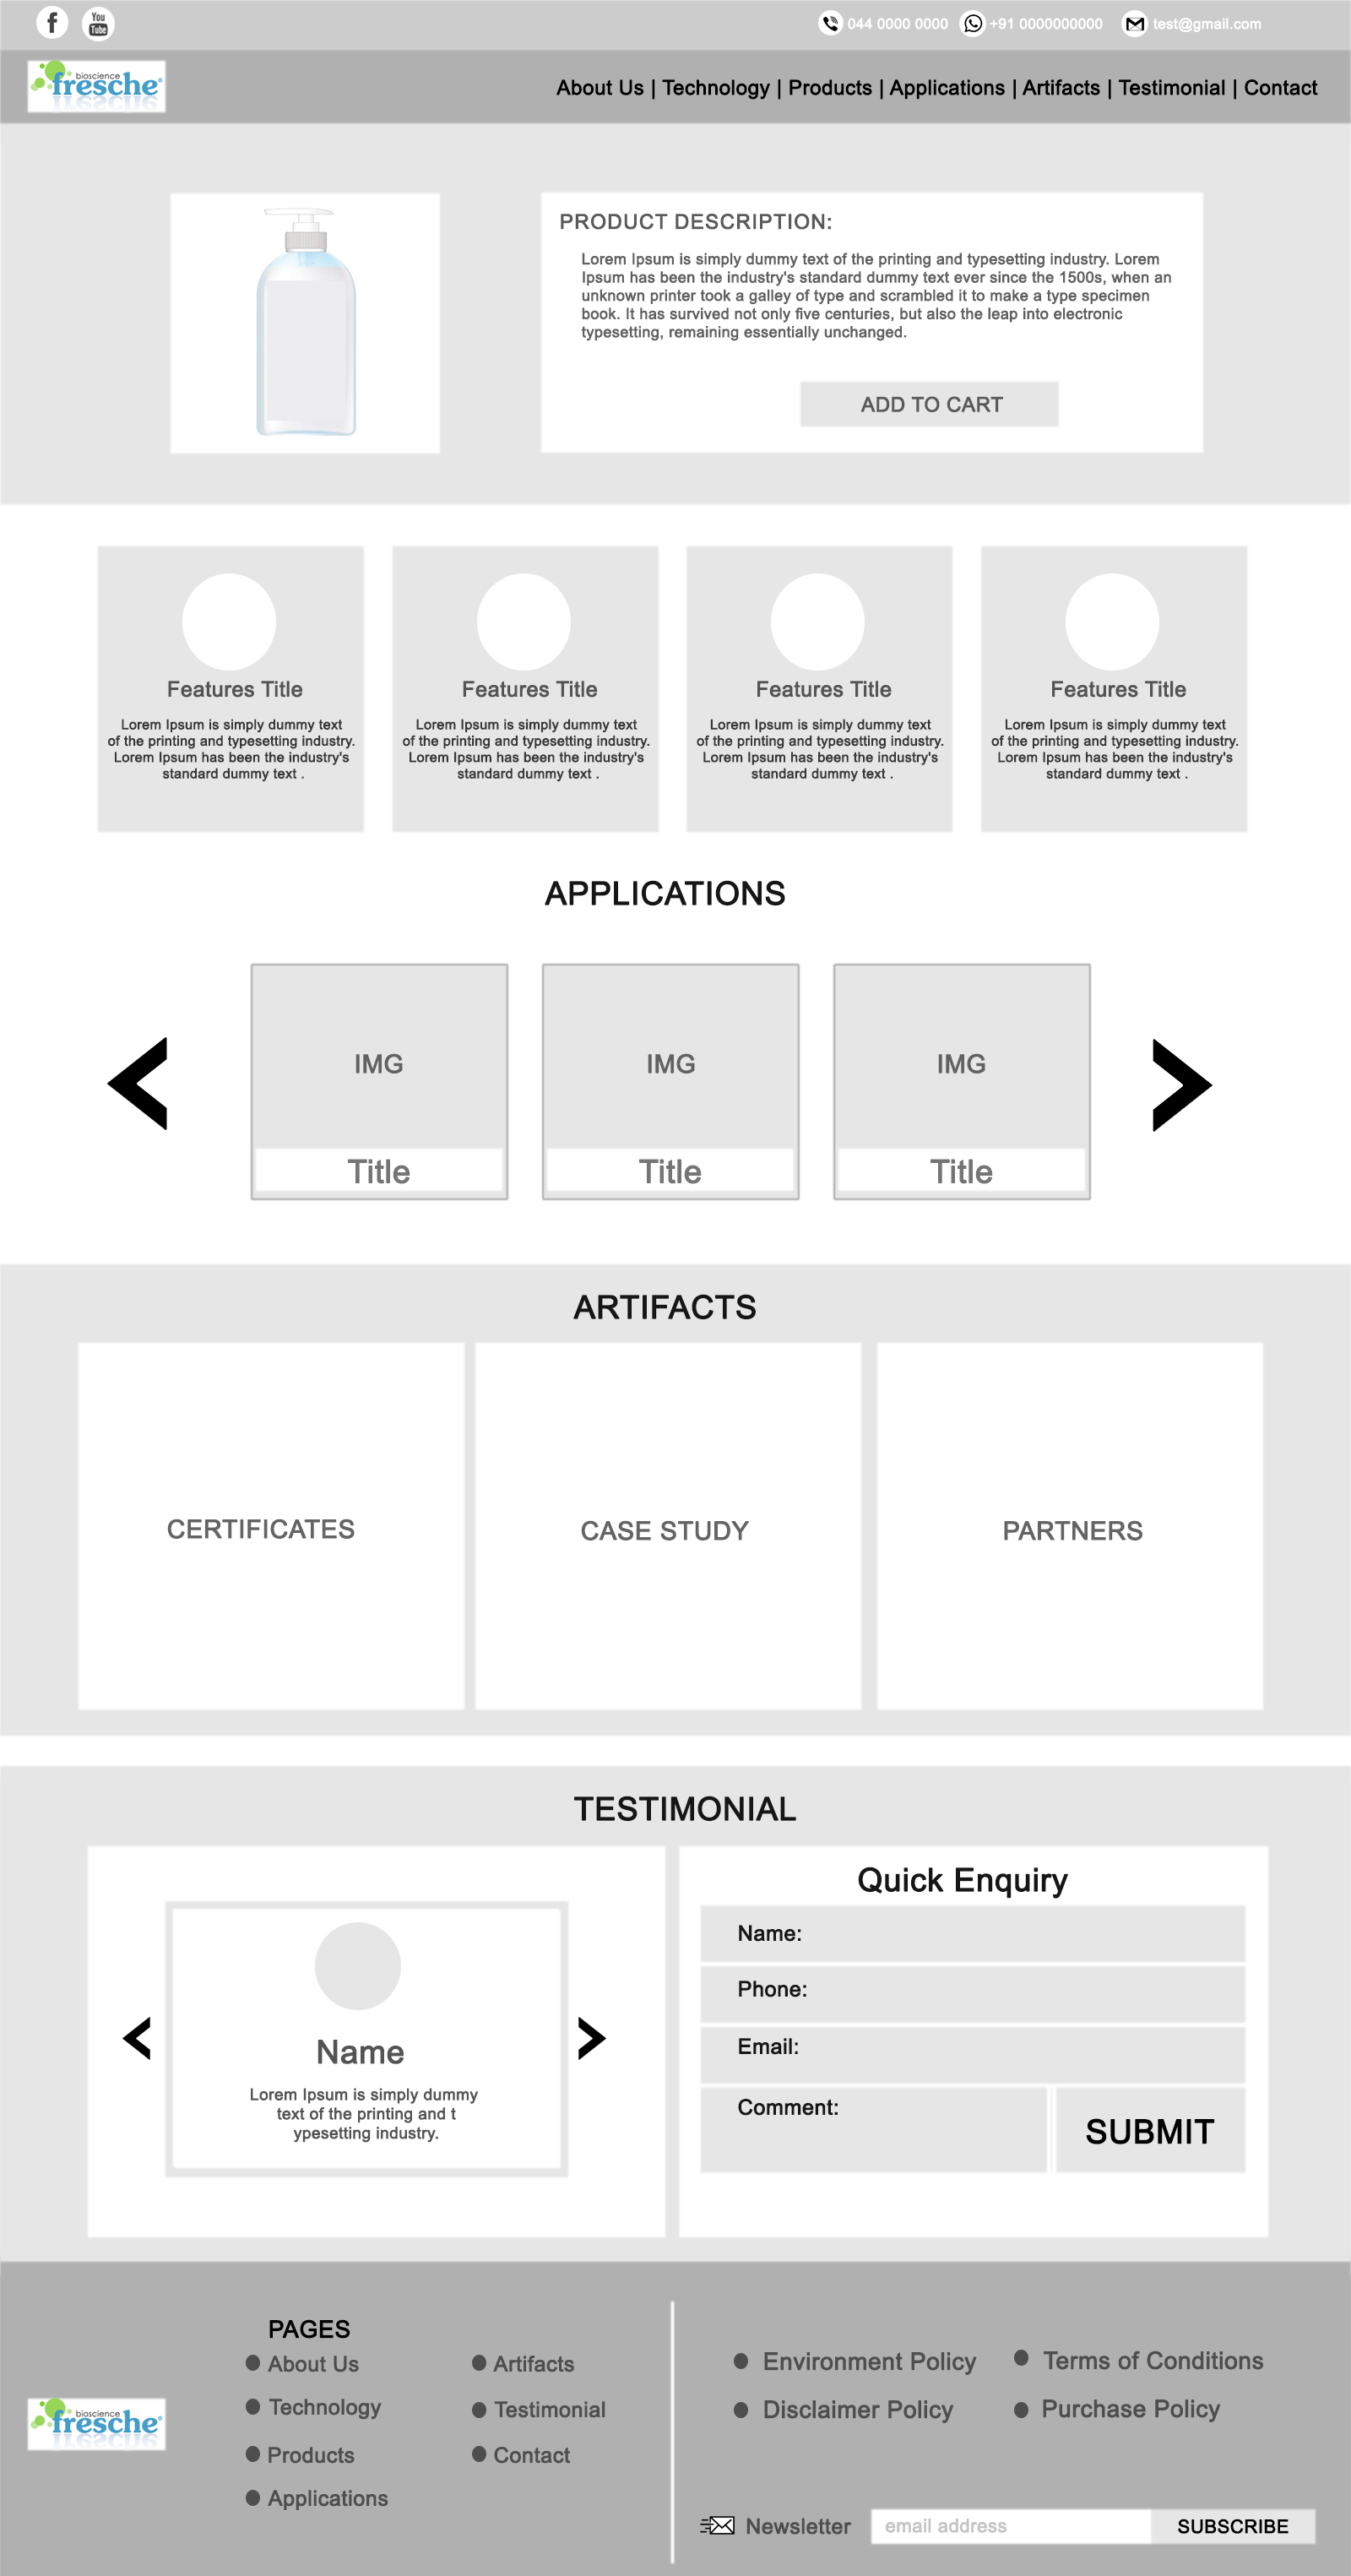 You
Tube
044 0000 0000
+91 0000000000
test@gmail.com
bioscience
fresche®
About Us | Technology | Products | Applications | Artifacts | Testimonial | Contact
PRODUCT DESCRIPTION:
Lorem Ipsum is simply dummy text of the printing and typesetting industry. Lorem
Ipsum has been the industry's standard dummy text ever since the 1500s, when an
unknown printer took a galley of type and scrambled it to make a type specimen
book. It has survived not only five centuries, but also the leap into electronic
typesetting, remaining essentially unchanged.
ADD TO CART
Features Title
Lorem Ipsum is simply dummy text
of the printing and typesetting industry.
Lorem Ipsum has been the industry's
standard dummy text .
Features Title
Lorem Ipsum is simply dummy text
of the printing and typesetting industry.
Lorem Ipsum has been the industry's
standard dummy text .
Features Title
Lorem Ipsum is simply dummy text
of the printing and typesetting industry.
Lorem Ipsum has been the industry's
standard dummy text .
Features Title
Lorem Ipsum is simply dummy text
of the printing and typesetting industry.
Lorem Ipsum has been the industry's
standard dummy text .
APPLICATIONS
IMG
Title
IMG
Title
IMG
Title
ARTIFACTS
CERTIFICATES
CASE STUDY
PARTNERS
TESTIMONIAL
Name
Lorem Ipsum is simply dummy
text of the printing and t
ypesetting industry.
Quick Enquiry
Name:
Phone:
Email:
Comment:
SUBMIT
bioscience
fresche®
PAGES
About Us
Technology
Products
Applications
Artifacts
Testimonial
Contact
Environment Policy
Disclaimer Policy
Terms of Conditions
Purchase Policy
Newsletter
email address
SUBSCRIBE